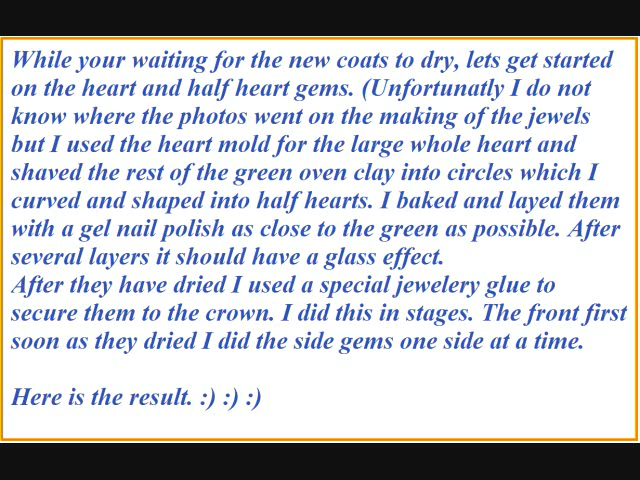 While your waiting for the new coats to dry, lets get started
on the heart and half heart gems. (Unfortunatly I do not
know where the photos went on the making of the jewels
but I used the heart mold for the large whole heart and
shaved the rest of the green oven clay into circles which I
curved and shaped into half hearts. I baked and layed them
with a gel nail polish as close to the green as possible. After
several layers it should have a glass effect.
After they have dried I used a special jewelery glue to
secure them to the crown. I did this in stages. The front first
soon as they dried I did the side gems one side at a time.
Here is the result. :) :) :)